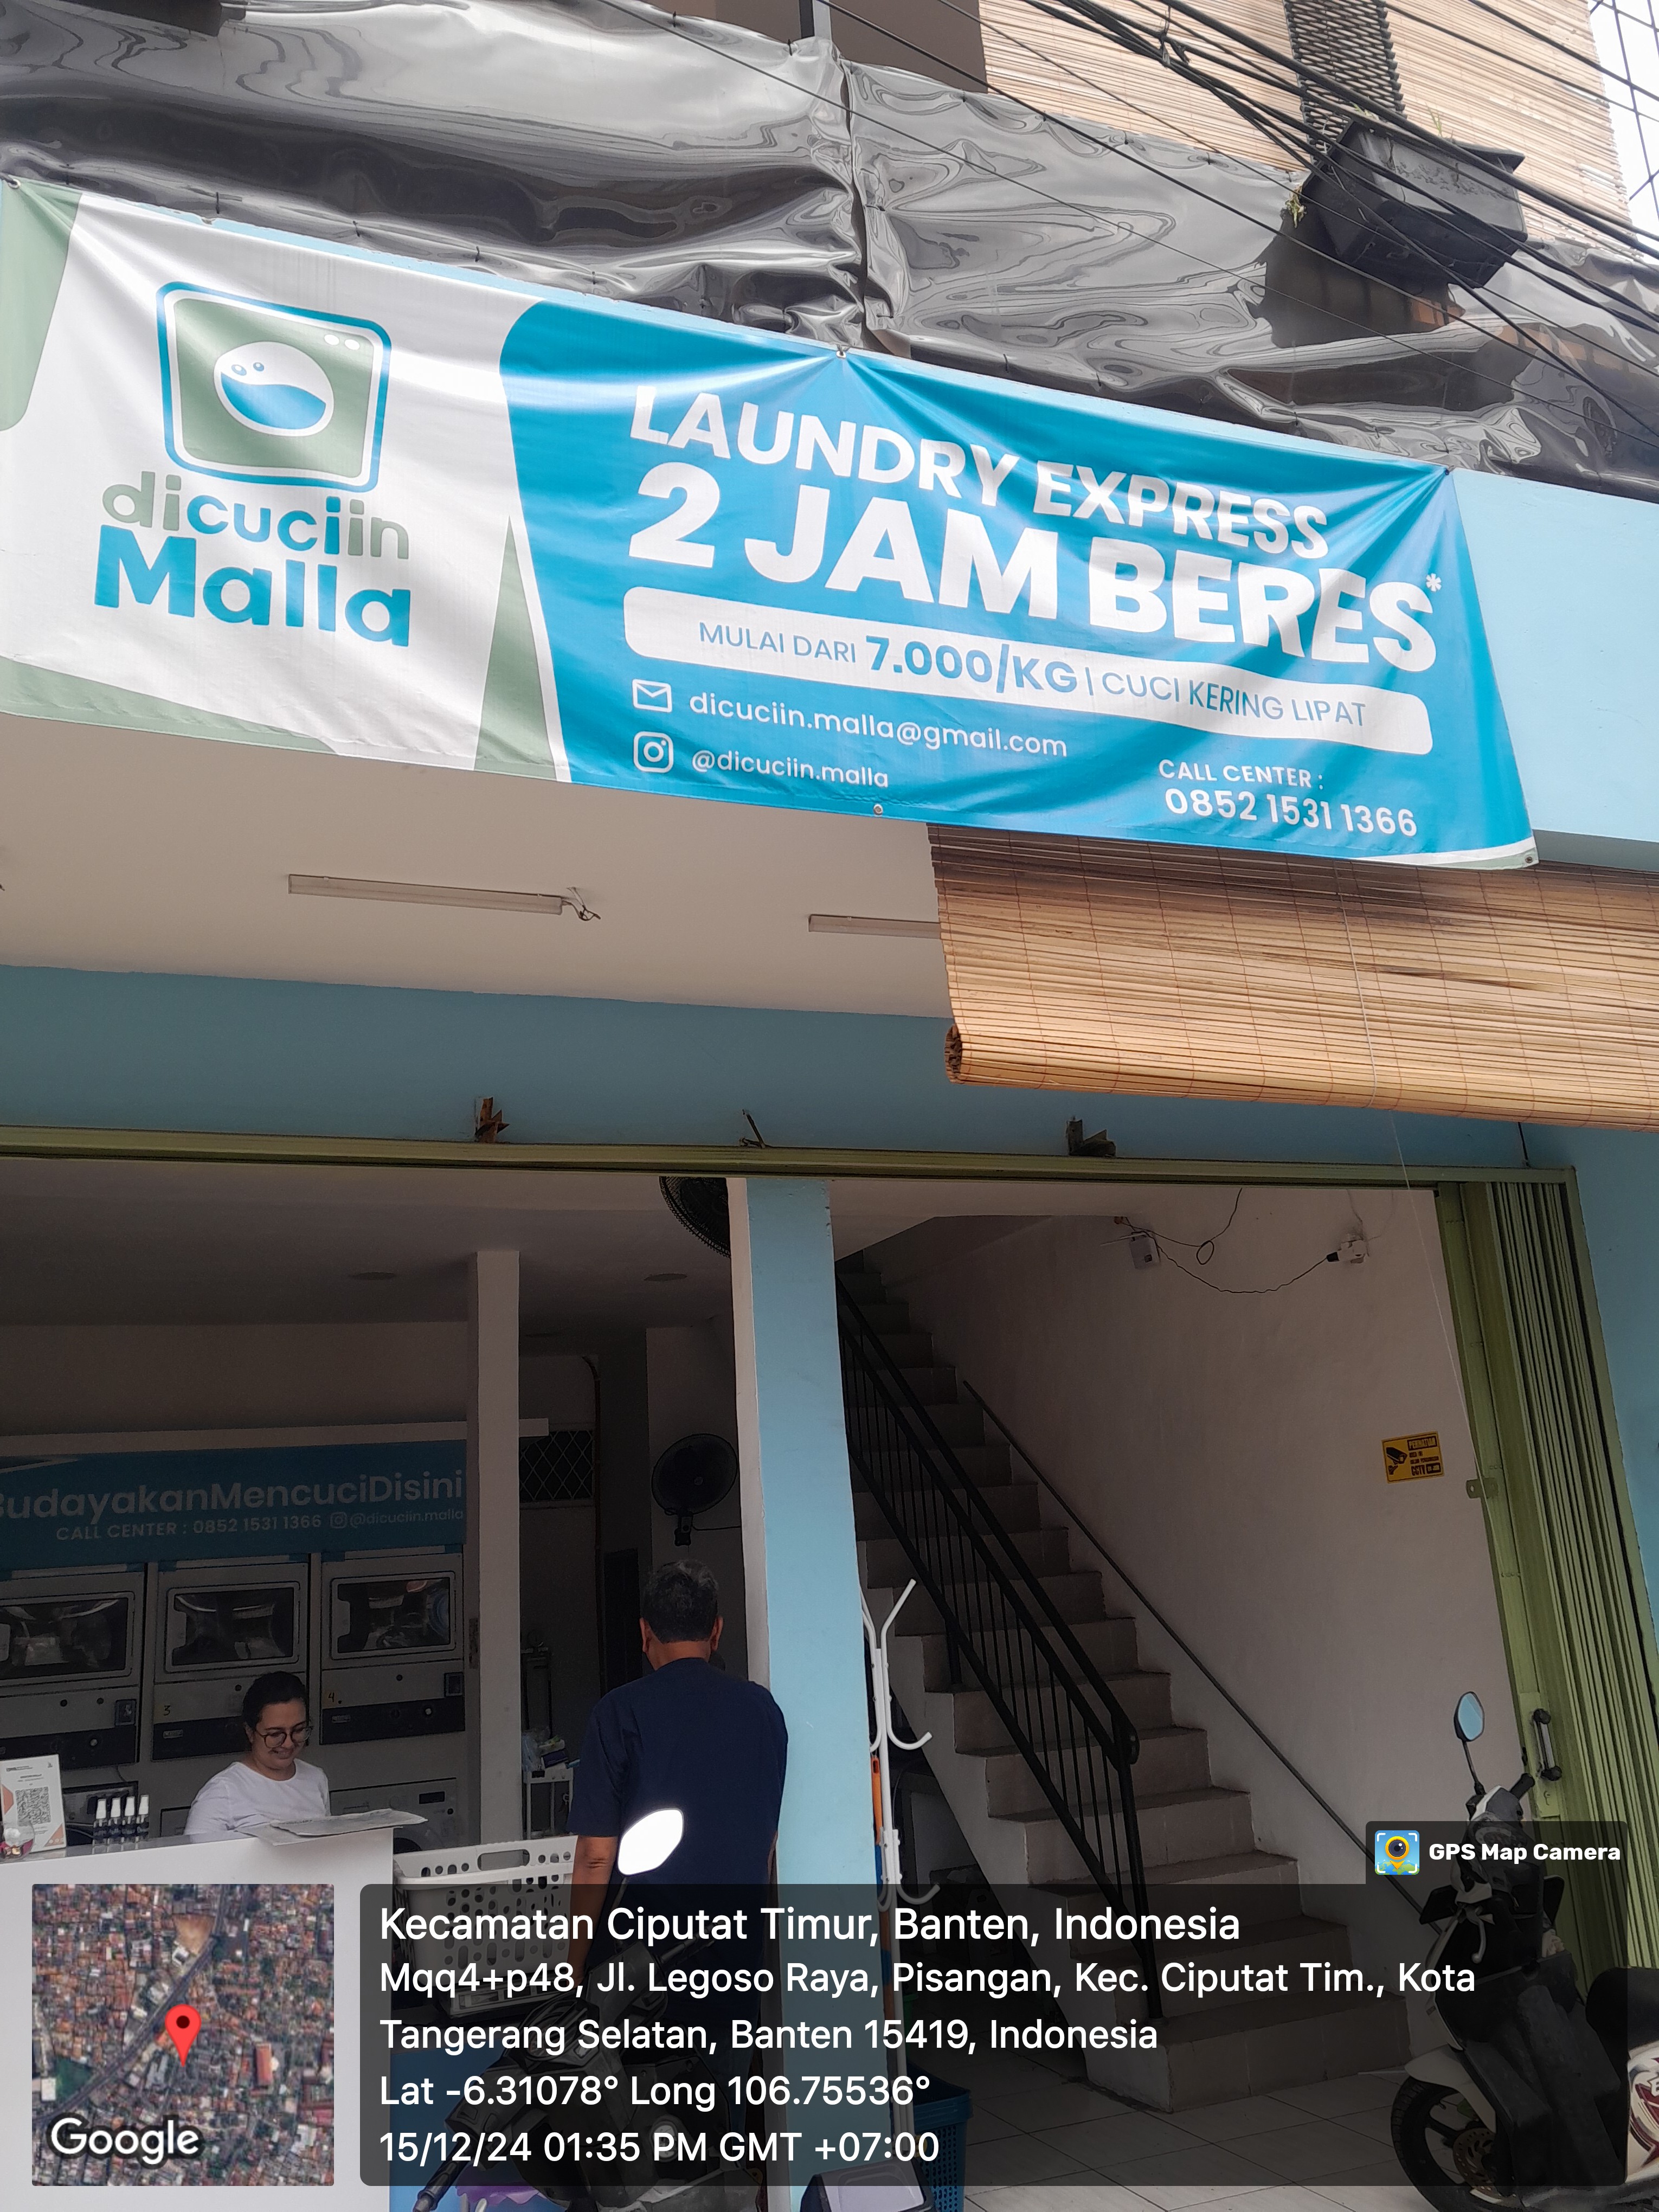 dicuciin
Malla
LAUNDRY EXPRESS
2 JAM BERES*
MULAI DARI 7.000/KG | CUCI KERING LIPAT
dicuciin.malla@gmail.com
@dicuciin.malla
CALL CENTER :
0852 1531 1366
BudayakanMencuciDisini
CALL CENTER : 0852 1531 1366 @dicuciin.malla
3
4
CCTV
GPS Map Camera
Kecamatan Ciputat Timur, Banten, Indonesia
Mqq4+p48, Jl. Legoso Raya, Pisangan, Kec. Ciputat Tim., Kota
Tangerang Selatan, Banten 15419, Indonesia
Lat -6.31078° Long 106.75536°
15/12/24 01:35 PM GMT +07:00
Google